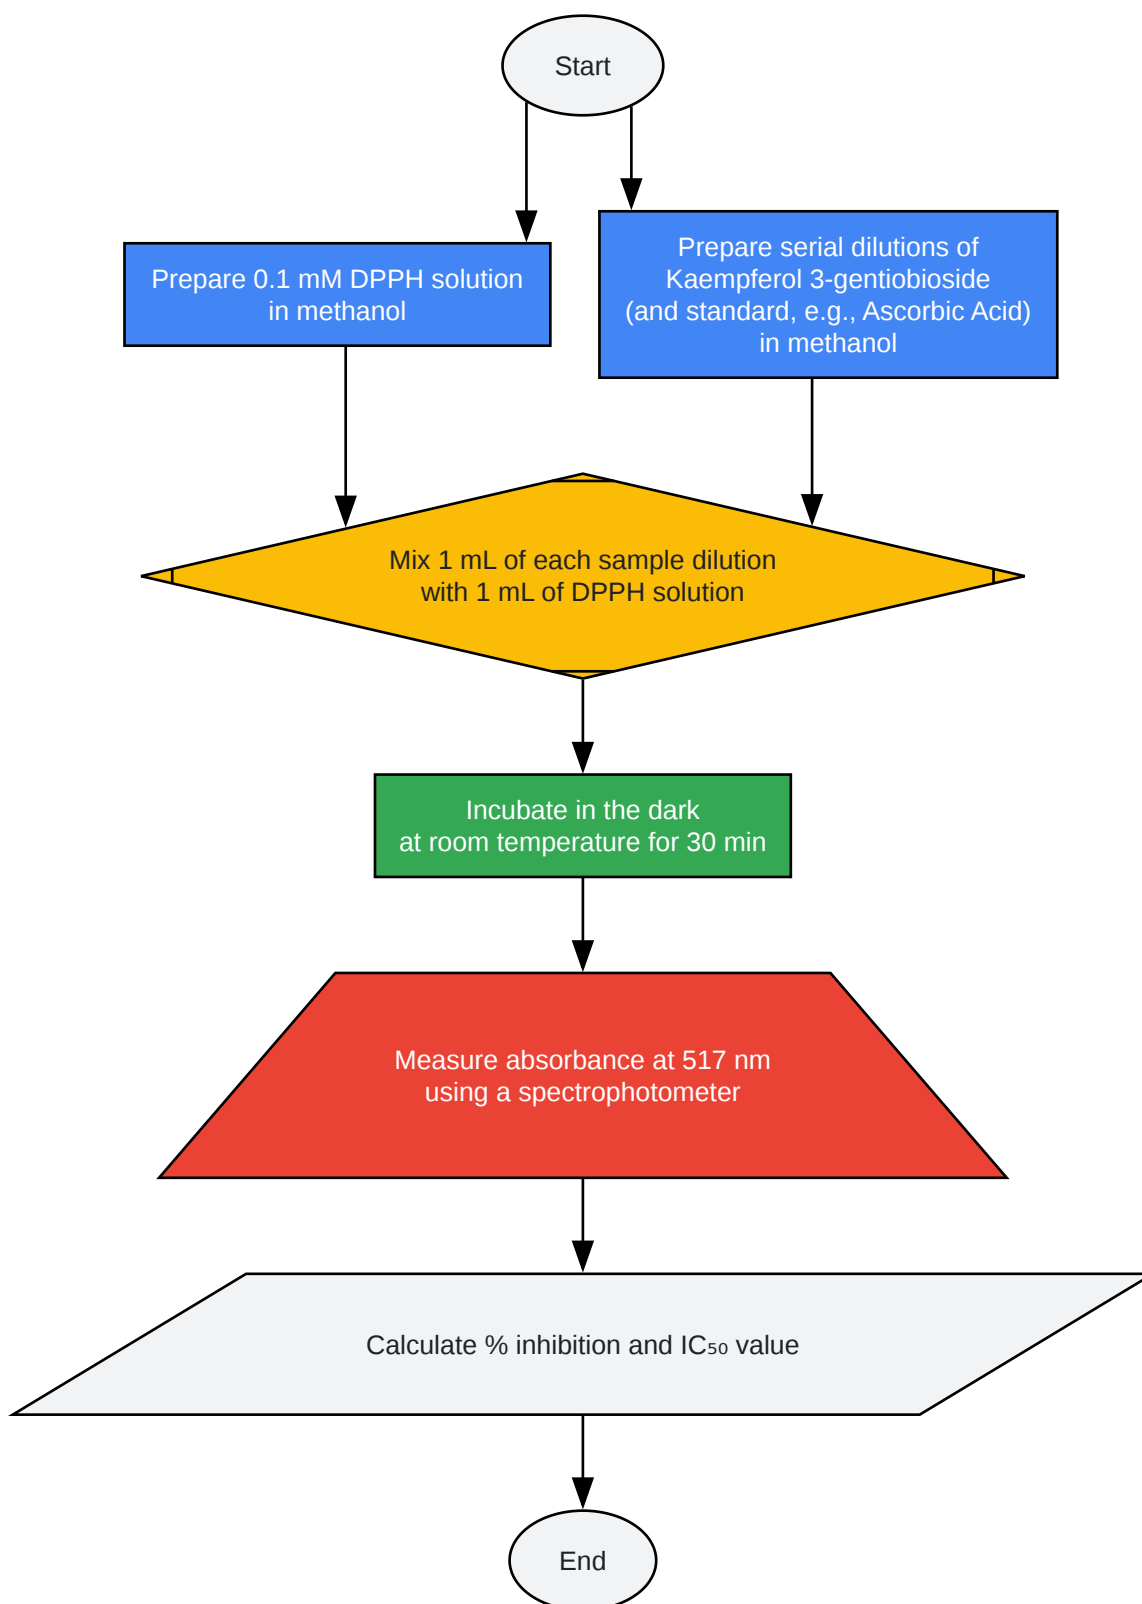 Start
Prepare 0.1 mM DPPH solution
in methanol
Prepare serial dilutions of
Kaempferol 3-gentiobioside
(and standard, e.g., Ascorbic Acid)
in methanol
Mix 1 mL of each sample dilution
with 1 mL of DPPH solution
Incubate in the dark
at room temperature for 30 min
Measure absorbance at 517 nm
using a spectrophotometer
Calculate % inhibition and IC₅₀ value
End